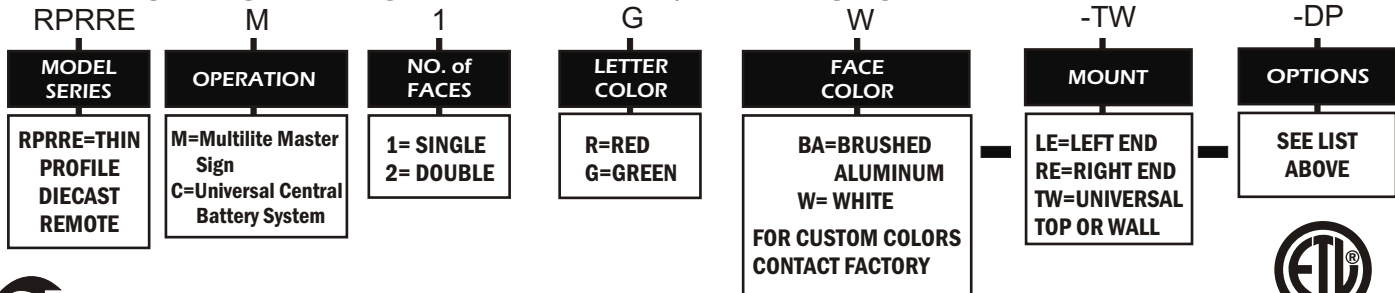 RPRRE M 1 G W -TW -DP
MODEL
SERIES
RPRRE=THIN
PROFILE
DIECAST
REMOTE
OPERATION
M=Multilite Master
Sign
C=Universal Central
Battery System
NO. of
FACES
1= SINGLE
2= DOUBLE
LETTER
COLOR
R=RED
G=GREEN
FACE
COLOR
BA=BRUSHED
ALUMINUM
W= WHITE
FOR CUSTOM COLORS
CONTACT FACTORY
MOUNT
LE=LEFT END
RE=RIGHT END
TW=UNIVERSAL
TOP OR WALL
OPTIONS
SEE LIST
ABOVE
ETL®